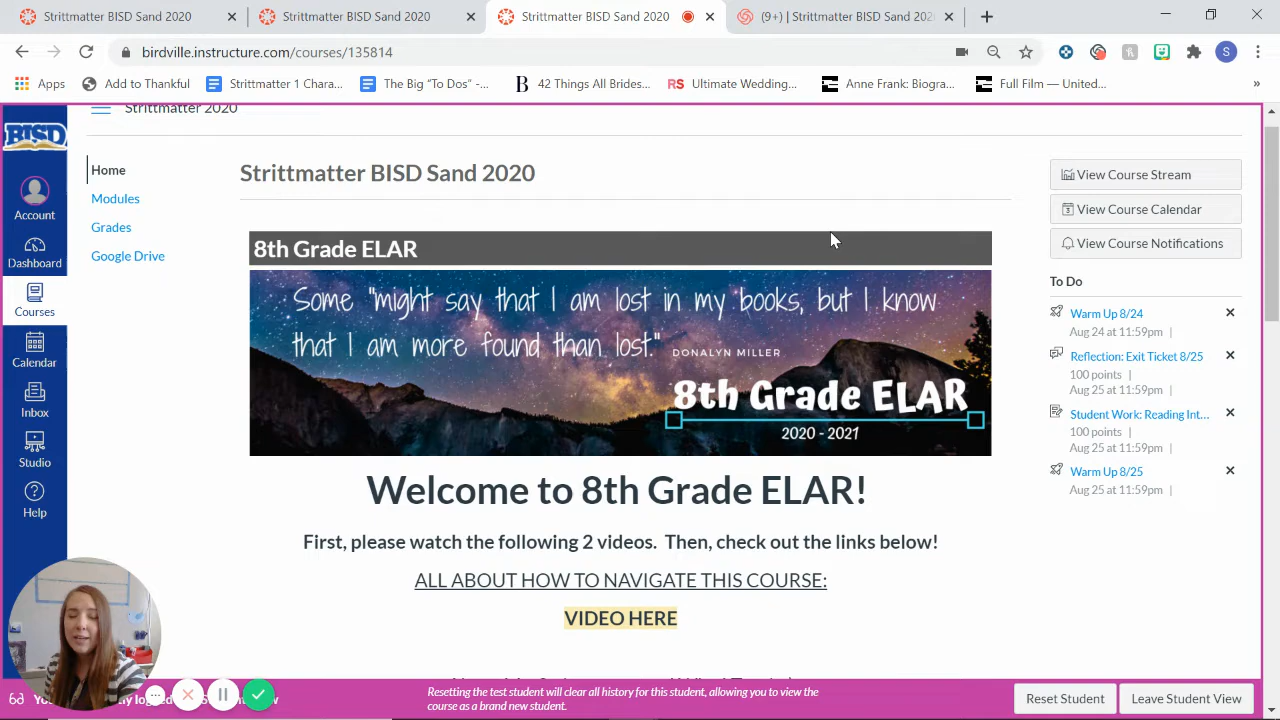 Strittmatter BISD Sand 2020
Strittmatter BISD Sand 2020
Strittmatter BISD Sand 2020
(9+) | Canvas Instructure Com
birdville.instructure.com/courses/135814
S
Apps
Add to Thankful
Strittmatter 1 Chara...
The Big "To Dos" -...
42 Things All Brides...
RS Ultimate Wedding...
Anne Frank: Biogra...
Full Film — United...
»
BISD
Account
Dashboard
Courses
Calendar
Inbox
Studio
Help
Strittmatter 2020
Home
Modules
Grades
Google Drive
Strittmatter BISD Sand 2020
8th Grade ELAR
Some "might say that I am lost in my books, but I know
that I am more found than lost." DONALYN MILLER
8th Grade ELAR
2020 - 2021
Welcome to 8th Grade ELAR!
First, please watch the following 2 videos. Then, check out the links below!
ALL ABOUT HOW TO NAVIGATE THIS COURSE:
VIDEO HERE
View Course Stream
View Course Calendar
View Course Notifications
To Do
Warm Up 8/24
Aug 24 at 11:59pm |
Reflection: Exit Ticket 8/25
100 points |
Aug 25 at 11:59pm |
Student Work: Reading Int...
100 points |
Aug 25 at 11:59pm |
Warm Up 8/25
Aug 25 at 11:59pm |
Resetting the test student will clear all history for this student, allowing you to view the
course as a brand new student.
Reset Student
Leave Student View